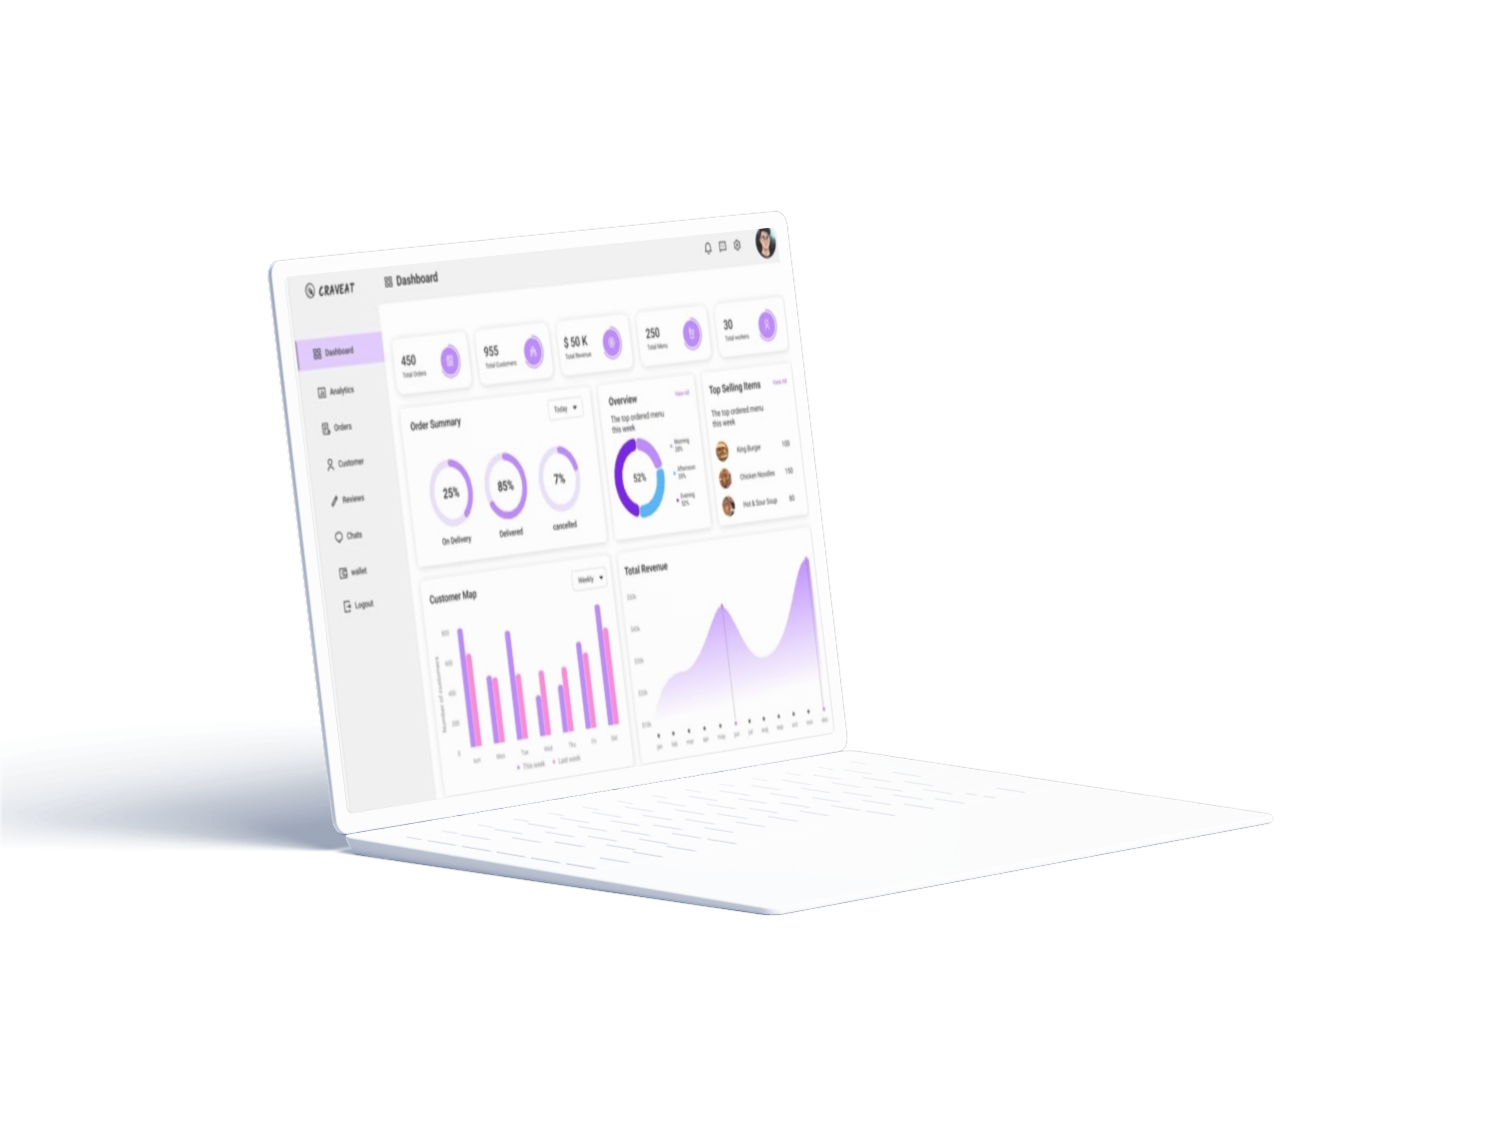 CRAVEAT
Dashboard
Dashboard
Analytics
Orders
Customer
Reviews
Chats
wallet
Logout
450
Total Orders
955
Total Customers
$ 50 K
Total Revenue
250
Total Menu
30
Total workers
Order Summary
Today
25%
85%
7%
On Delivery
Delivered
cancelled
Overview
View All
The top ordered menu
this week
52%
Morning
Afternoon
Evening
52%
Top Selling Items
View All
The top ordered menu
this week
King Burger
100
Chicken Noodles
Hot & Sour Soup
Customer Map
Weekly
Number of customers
0
sun
Mon
Tue
Wed
Thu
Fri
Sat
This week
Last week
Total Revenue
jan
feb
mar
apr
may
jun
jul
aug
sep
oct
nov
dec